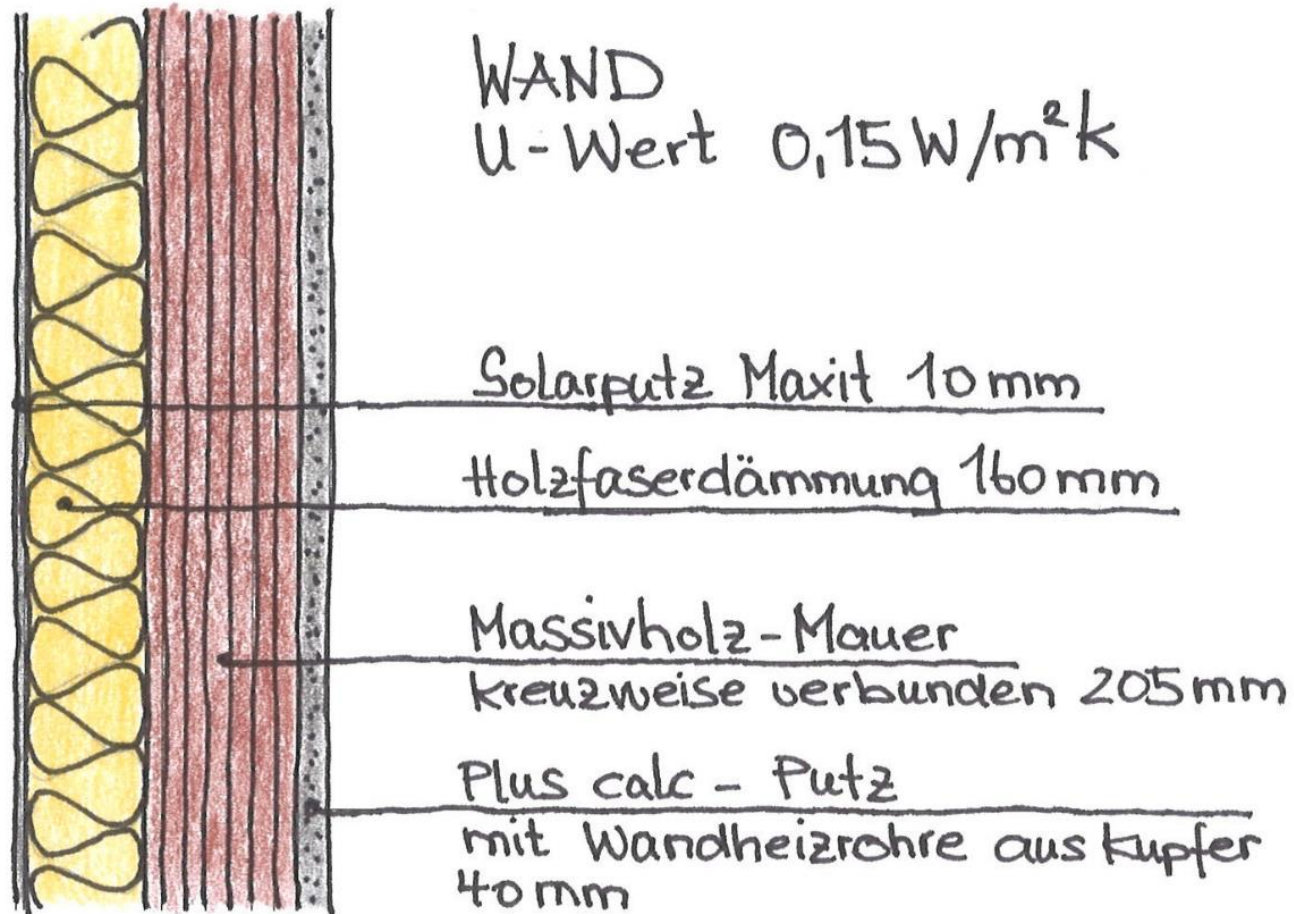 WAND
U-Wert 0,15 W/m²k
Solarputz Maxit 10 mm
Holzfaserdämmung 160 mm
Massivholz-Mauer
kreuzweise verbunden 205 mm
Plus calc - Putz
mit Wandheizrohre aus Kupfer
40 mm